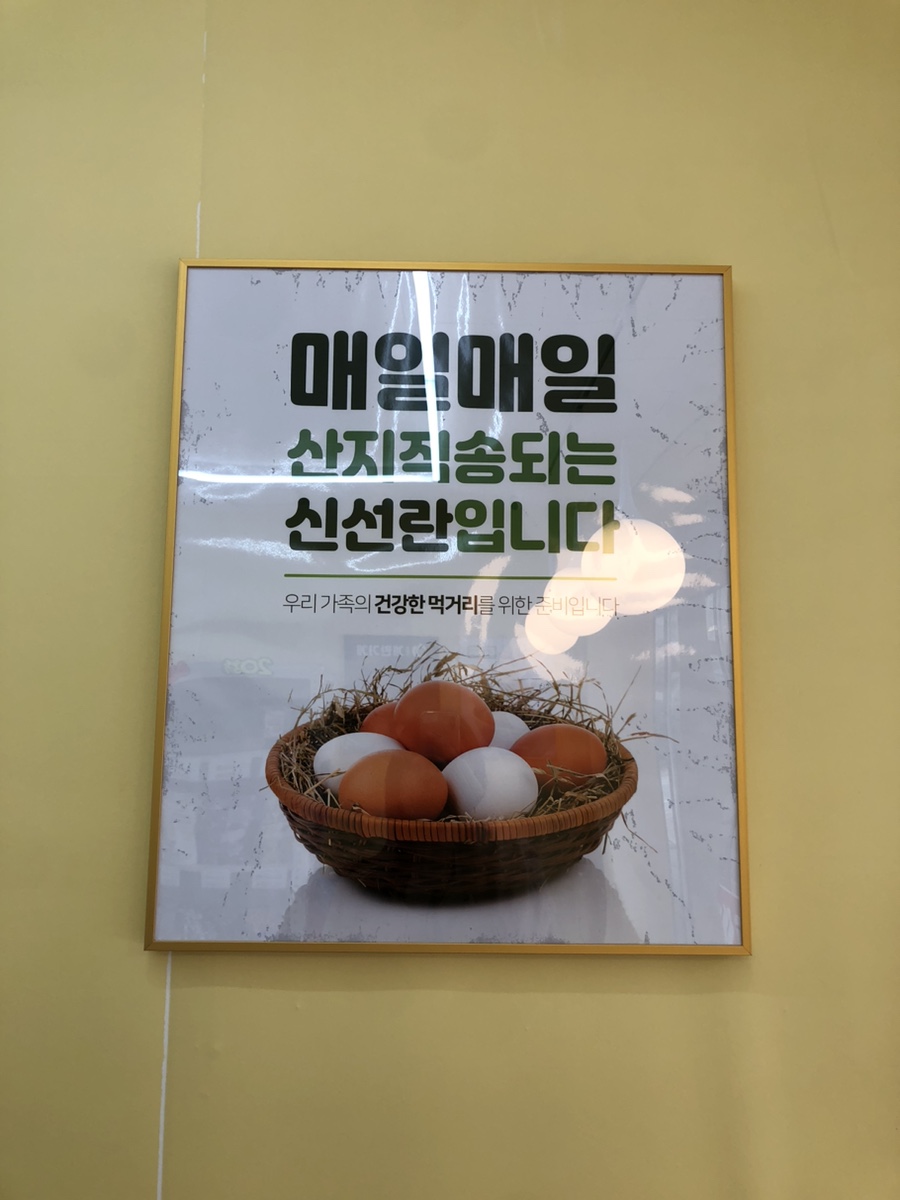 매일매일
산지직송되는
신선란입니다
우리 가족의 건강한 먹거리를 위한 준비입니다